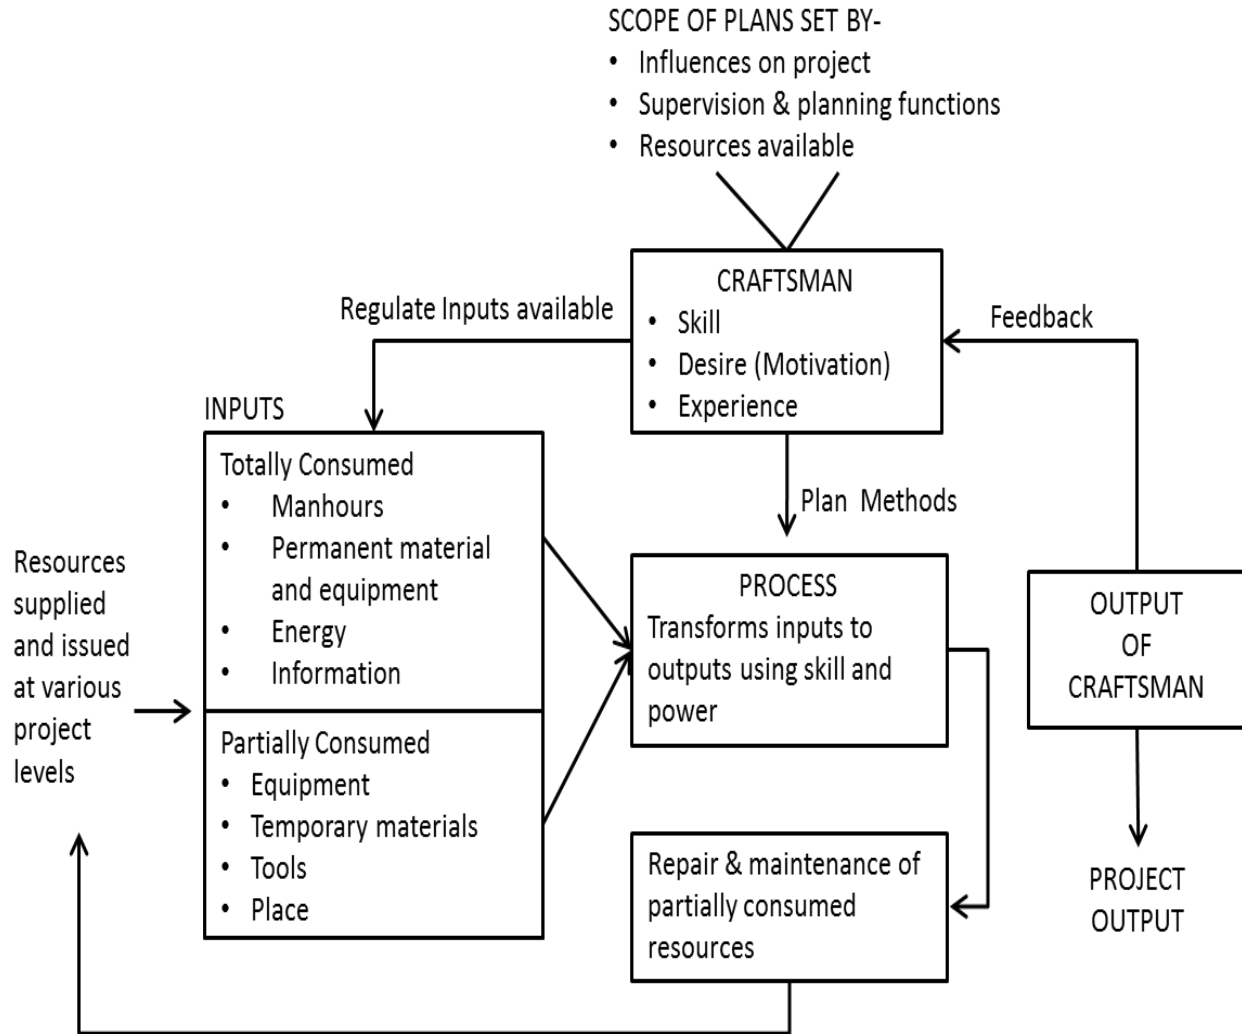 SCOPE OF PLANS SET BY-
• Influences on project
• Supervision & planning functions
• Resources available
CRAFTSMAN
• Skill
• Desire (Motivation)
• Experience
Regulate Inputs available
Feedback
INPUTS
Totally Consumed
• Manhours
• Permanent material
and equipment
• Energy
• Information
Partially Consumed
• Equipment
• Temporary materials
• Tools
• Place
Resources
supplied
and issued
at various
project
levels
Plan Methods
PROCESS
Transforms inputs to
outputs using skill and
power
Repair & maintenance of
partially consumed
resources
OUTPUT
OF
CRAFTSMAN
PROJECT
OUTPUT